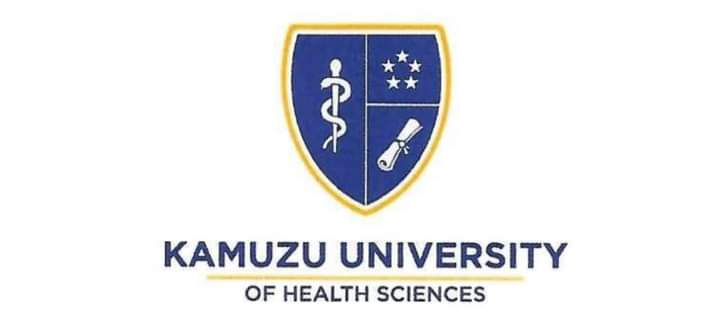 KAMUZU UNIVERSITY
OF HEALTH SCIENCES